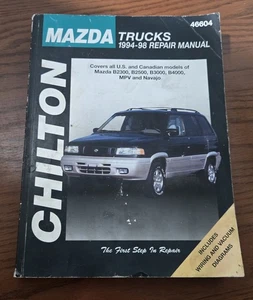 46604
MAZDA TRUCKS
1994-98 REPAIR MANUAL
Covers all U.S. and Canadian models of
Mazda B2300, B2500, B3000, B4000,
MPV and Navajo
CHILTON
INCLUDES
WIRING AND VACUUM
DIAGRAMS
The First Step In Repair